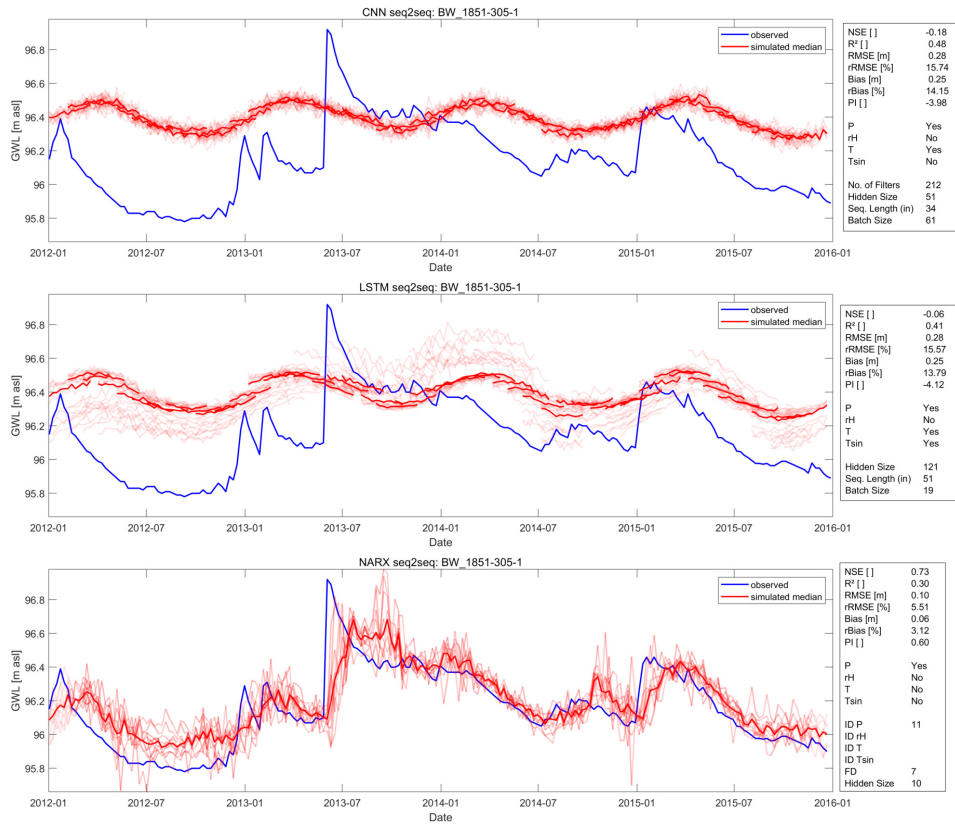 CNN seq2seq: BW_1851-305-1
GWL [m asl]
96.8
96.6
96.4
96.2
96
95.8
2012-01 2012-07 2013-01 2013-07 2014-01 2014-07 2015-01 2015-07 2016-01
Date
observed
simulated median
NSE [ ] -0.18
R² [ ] 0.48
RMSE [m] 0.28
rRMSE [%] 15.74
Bias [m] 0.25
rBias [%] 14.15
PI [ ] -3.98
P Yes
rH No
T Yes
Tsin No
No. of Filters 212
Hidden Size 51
Seq. Length (in) 34
Batch Size 61
LSTM seq2seq: BW_1851-305-1
GWL [m asl]
96.8
96.6
96.4
96.2
96
95.8
2012-01 2012-07 2013-01 2013-07 2014-01 2014-07 2015-01 2015-07 2016-01
Date
observed
simulated median
NSE [ ] -0.06
R² [ ] 0.41
RMSE [m] 0.28
rRMSE [%] 15.57
Bias [m] 0.25
rBias [%] 13.79
PI [ ] -4.12
P Yes
rH No
T Yes
Tsin Yes
Hidden Size 121
Seq. Length (in) 51
Batch Size 19
NARX seq2seq: BW_1851-305-1
GWL [m asl]
96.8
96.6
96.4
96.2
96
95.8
2012-01 2012-07 2013-01 2013-07 2014-01 2014-07 2015-01 2015-07 2016-01
Date
observed
simulated median
NSE [ ] 0.73
R² [ ] 0.30
RMSE [m] 0.10
rRMSE [%] 5.51
Bias [m] 0.06
rBias [%] 3.12
PI [ ] 0.60
P Yes
rH No
T No
Tsin No
ID P 11
ID rH
ID T
ID Tsin
FD 7
Hidden Size 10